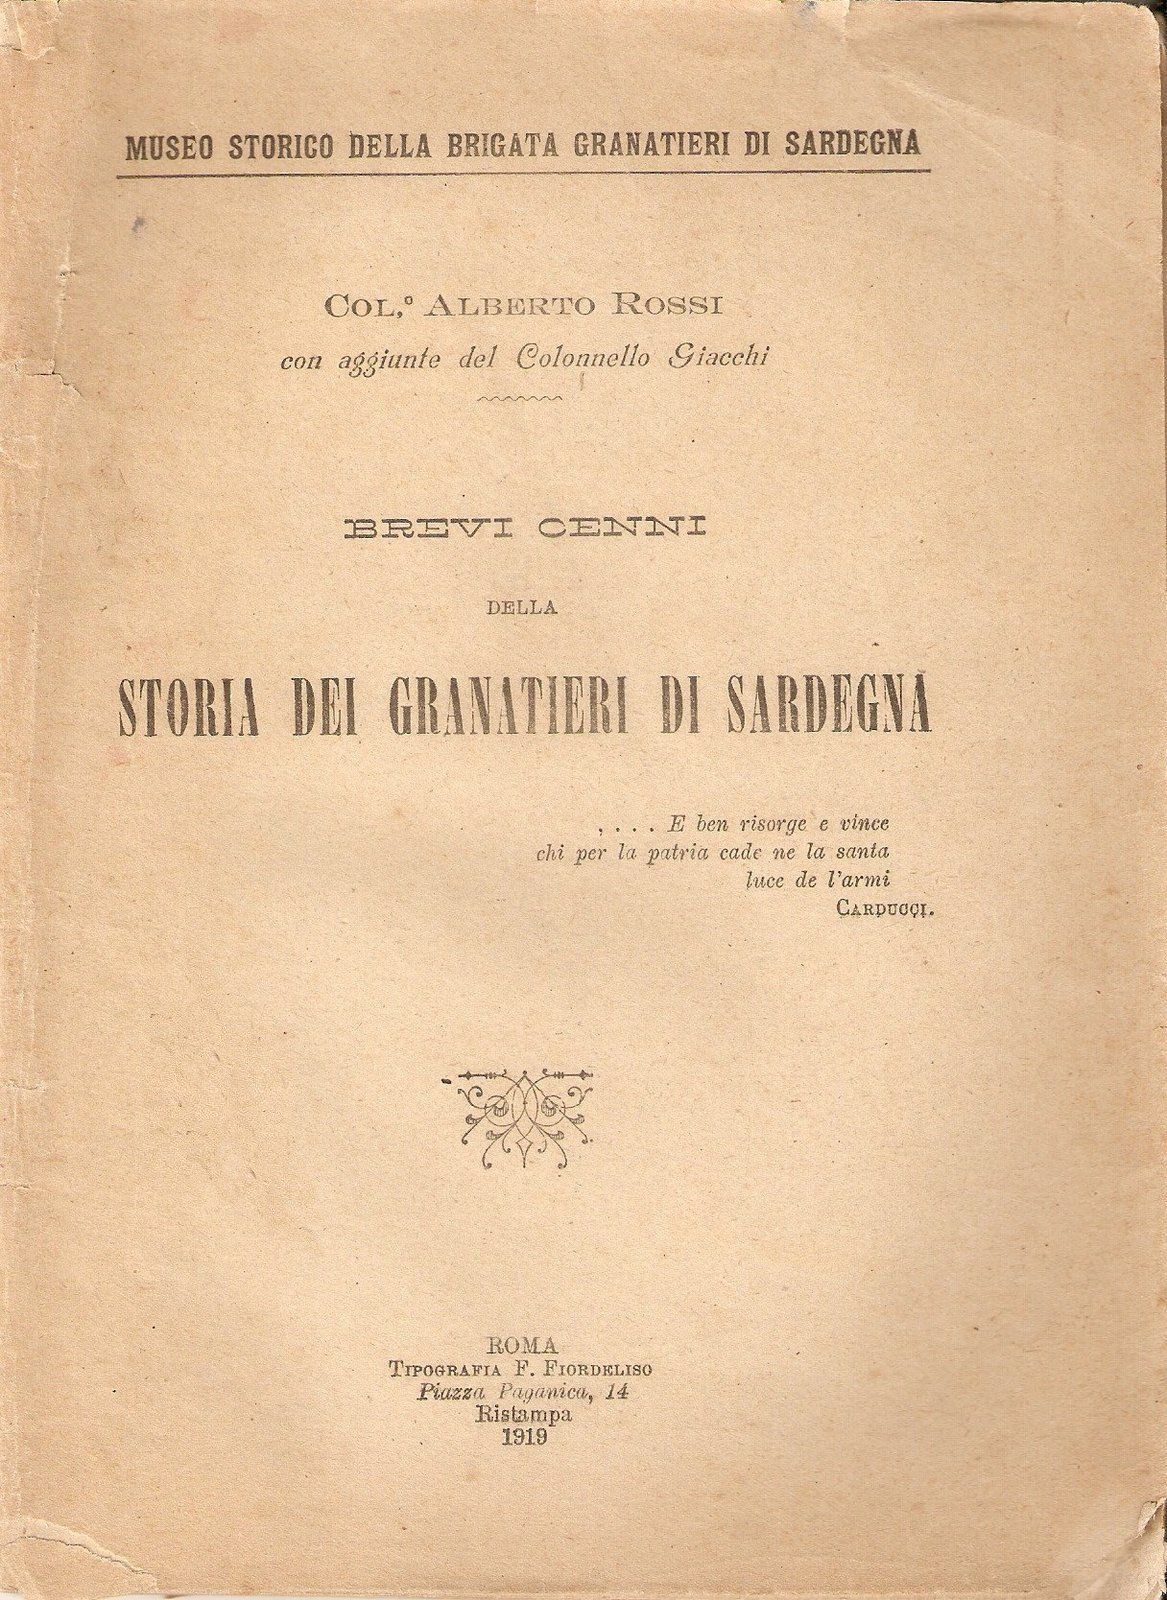 MUSEO STORICO DELLA BRIGATA GRANATIERI DI SARDEGNA
COL,º ALBERTO ROSSI
con aggiunte del Colonnello Giacchi
BREVI CENNI
DELLA
STORIA DEI GRANATIERI DI SARDEGNA
, . . . E ben risorge e vince
chi per la patria cade ne la santa
luce de l'armi
CARDUCCI.
ROMA
TIPOGRAFIA F. FIORDELISO
Piazza Paganica, 14
Ristampa
1919